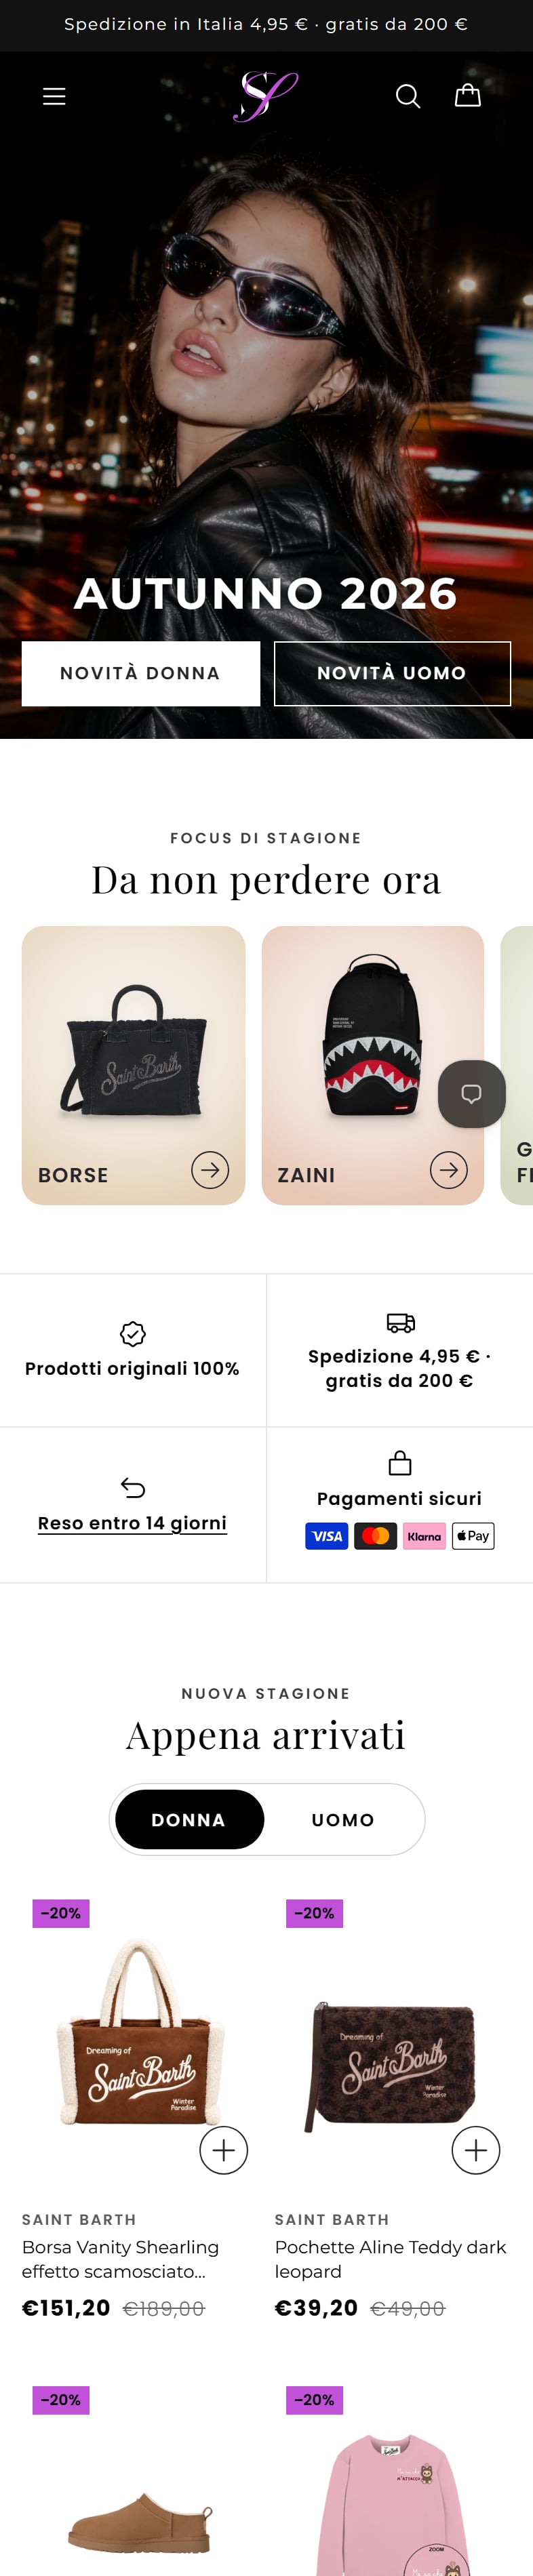 Spedizione in Italia 4,95 € · gratis da 200 €
AUTUNNO 2026
NOVITÀ DONNA
NOVITÀ UOMO
FOCUS DI STAGIONE
Da non perdere ora
Saint Barth
BORSE
ZAINI
G
FI
Prodotti originali 100%
Spedizione 4,95 € ·
gratis da 200 €
Reso entro 14 giorni
Pagamenti sicuri
VISA
Klarna
Pay
NUOVA STAGIONE
Appena arrivati
DONNA
UOMO
−20%
−20%
Dreaming of
Saint Barth
Winter
Paradise
Dreaming of
Saint Barth
Winter
Paradise
SAINT BARTH
SAINT BARTH
Borsa Vanity Shearling
effetto scamosciato...
Pochette Aline Teddy dark
leopard
€151,20 €189,00
€39,20 €49,00
−20%
−20%
ZOOM